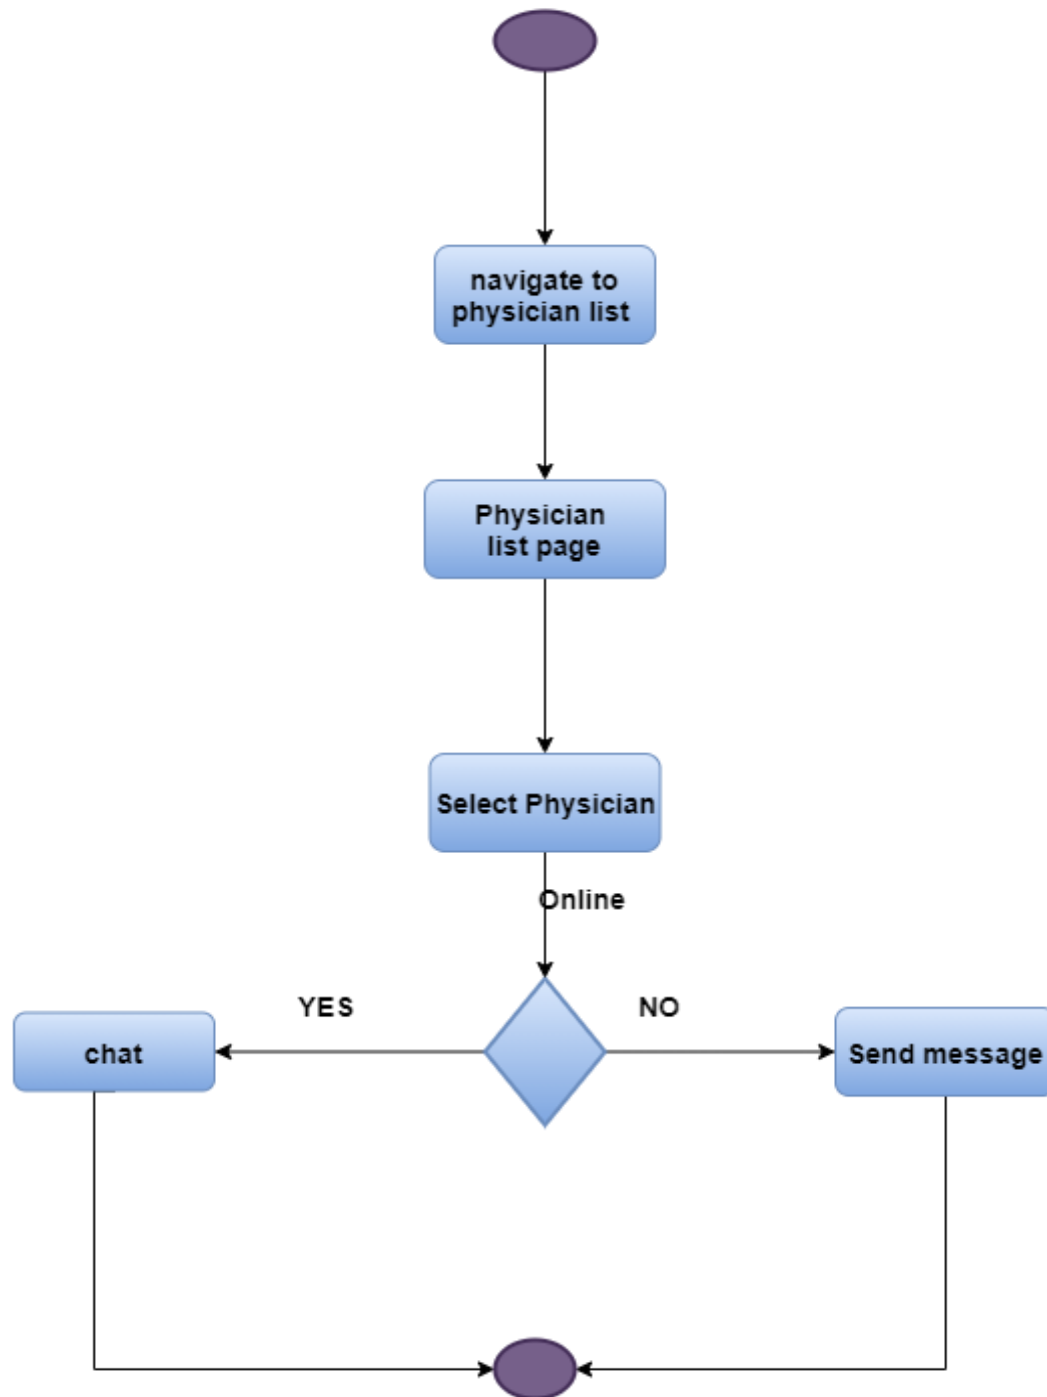 navigate to
physician list
Physician
list page
Select Physician
Online
YES
NO
chat
Send message